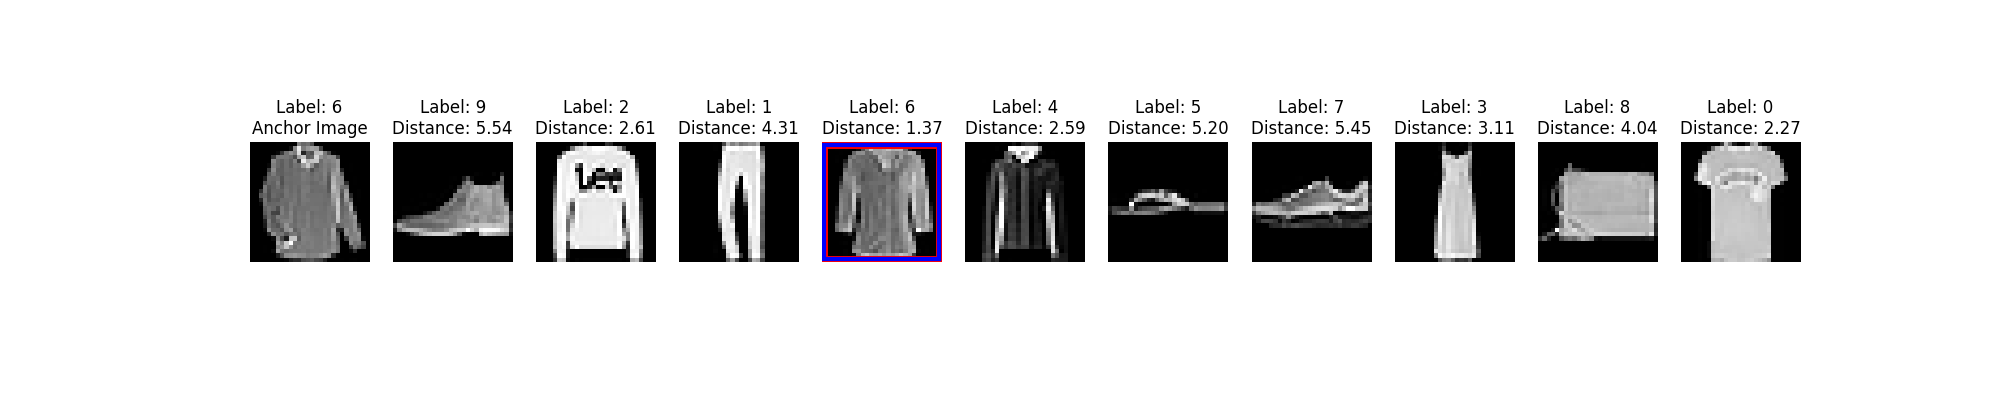 Label: 6
Anchor Image
Label: 9
Distance: 5.54
Label: 2
Distance: 2.61
Label: 1
Distance: 4.31
Label: 6
Distance: 1.37
Label: 4
Distance: 2.59
Label: 5
Distance: 5.20
Label: 7
Distance: 5.45
Label: 3
Distance: 3.11
Label: 8
Distance: 4.04
Label: 0
Distance: 2.27
Lee